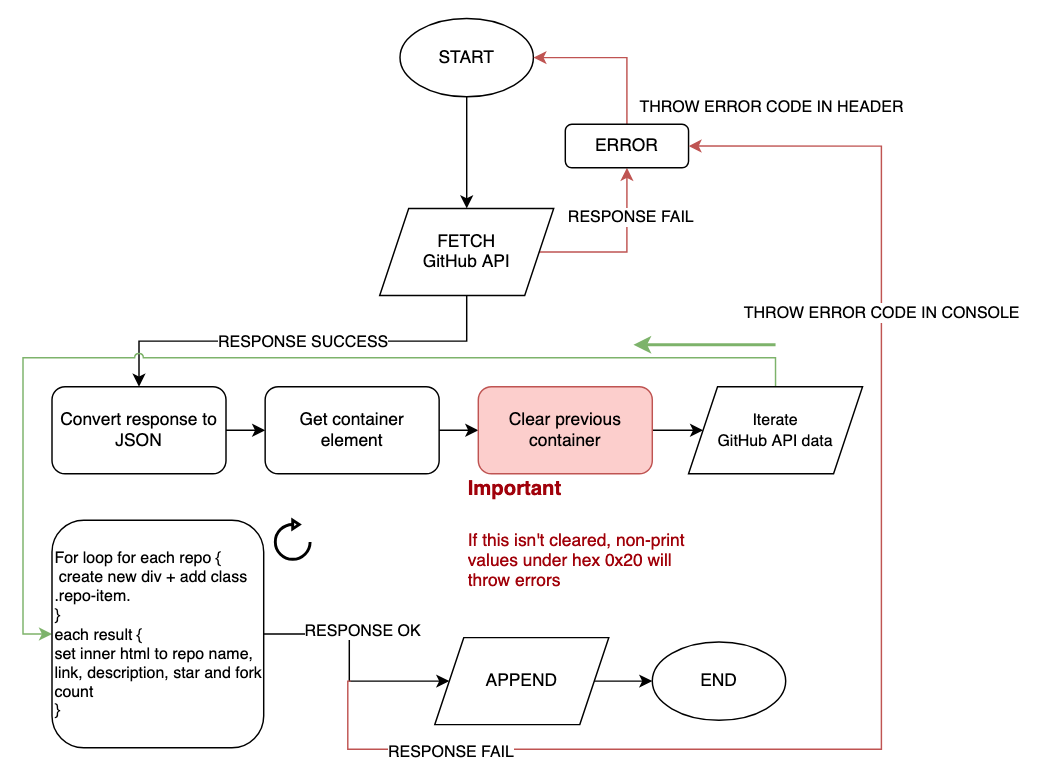 START
THROW ERROR CODE IN HEADER
ERROR
RESPONSE FAIL
FETCH
GitHub API
THROW ERROR CODE IN CONSOLE
RESPONSE SUCCESS
Convert response to
JSON
Get container
element
Clear previous
container
Iterate
GitHub API data
Important
If this isn't cleared, non-print
values under hex 0x20 will
throw errors
For loop for each repo {
create new div + add class
.repo-item.
}
each result {
set inner html to repo name,
link, description, star and fork
count
}
RESPONSE OK
APPEND
END
RESPONSE FAIL